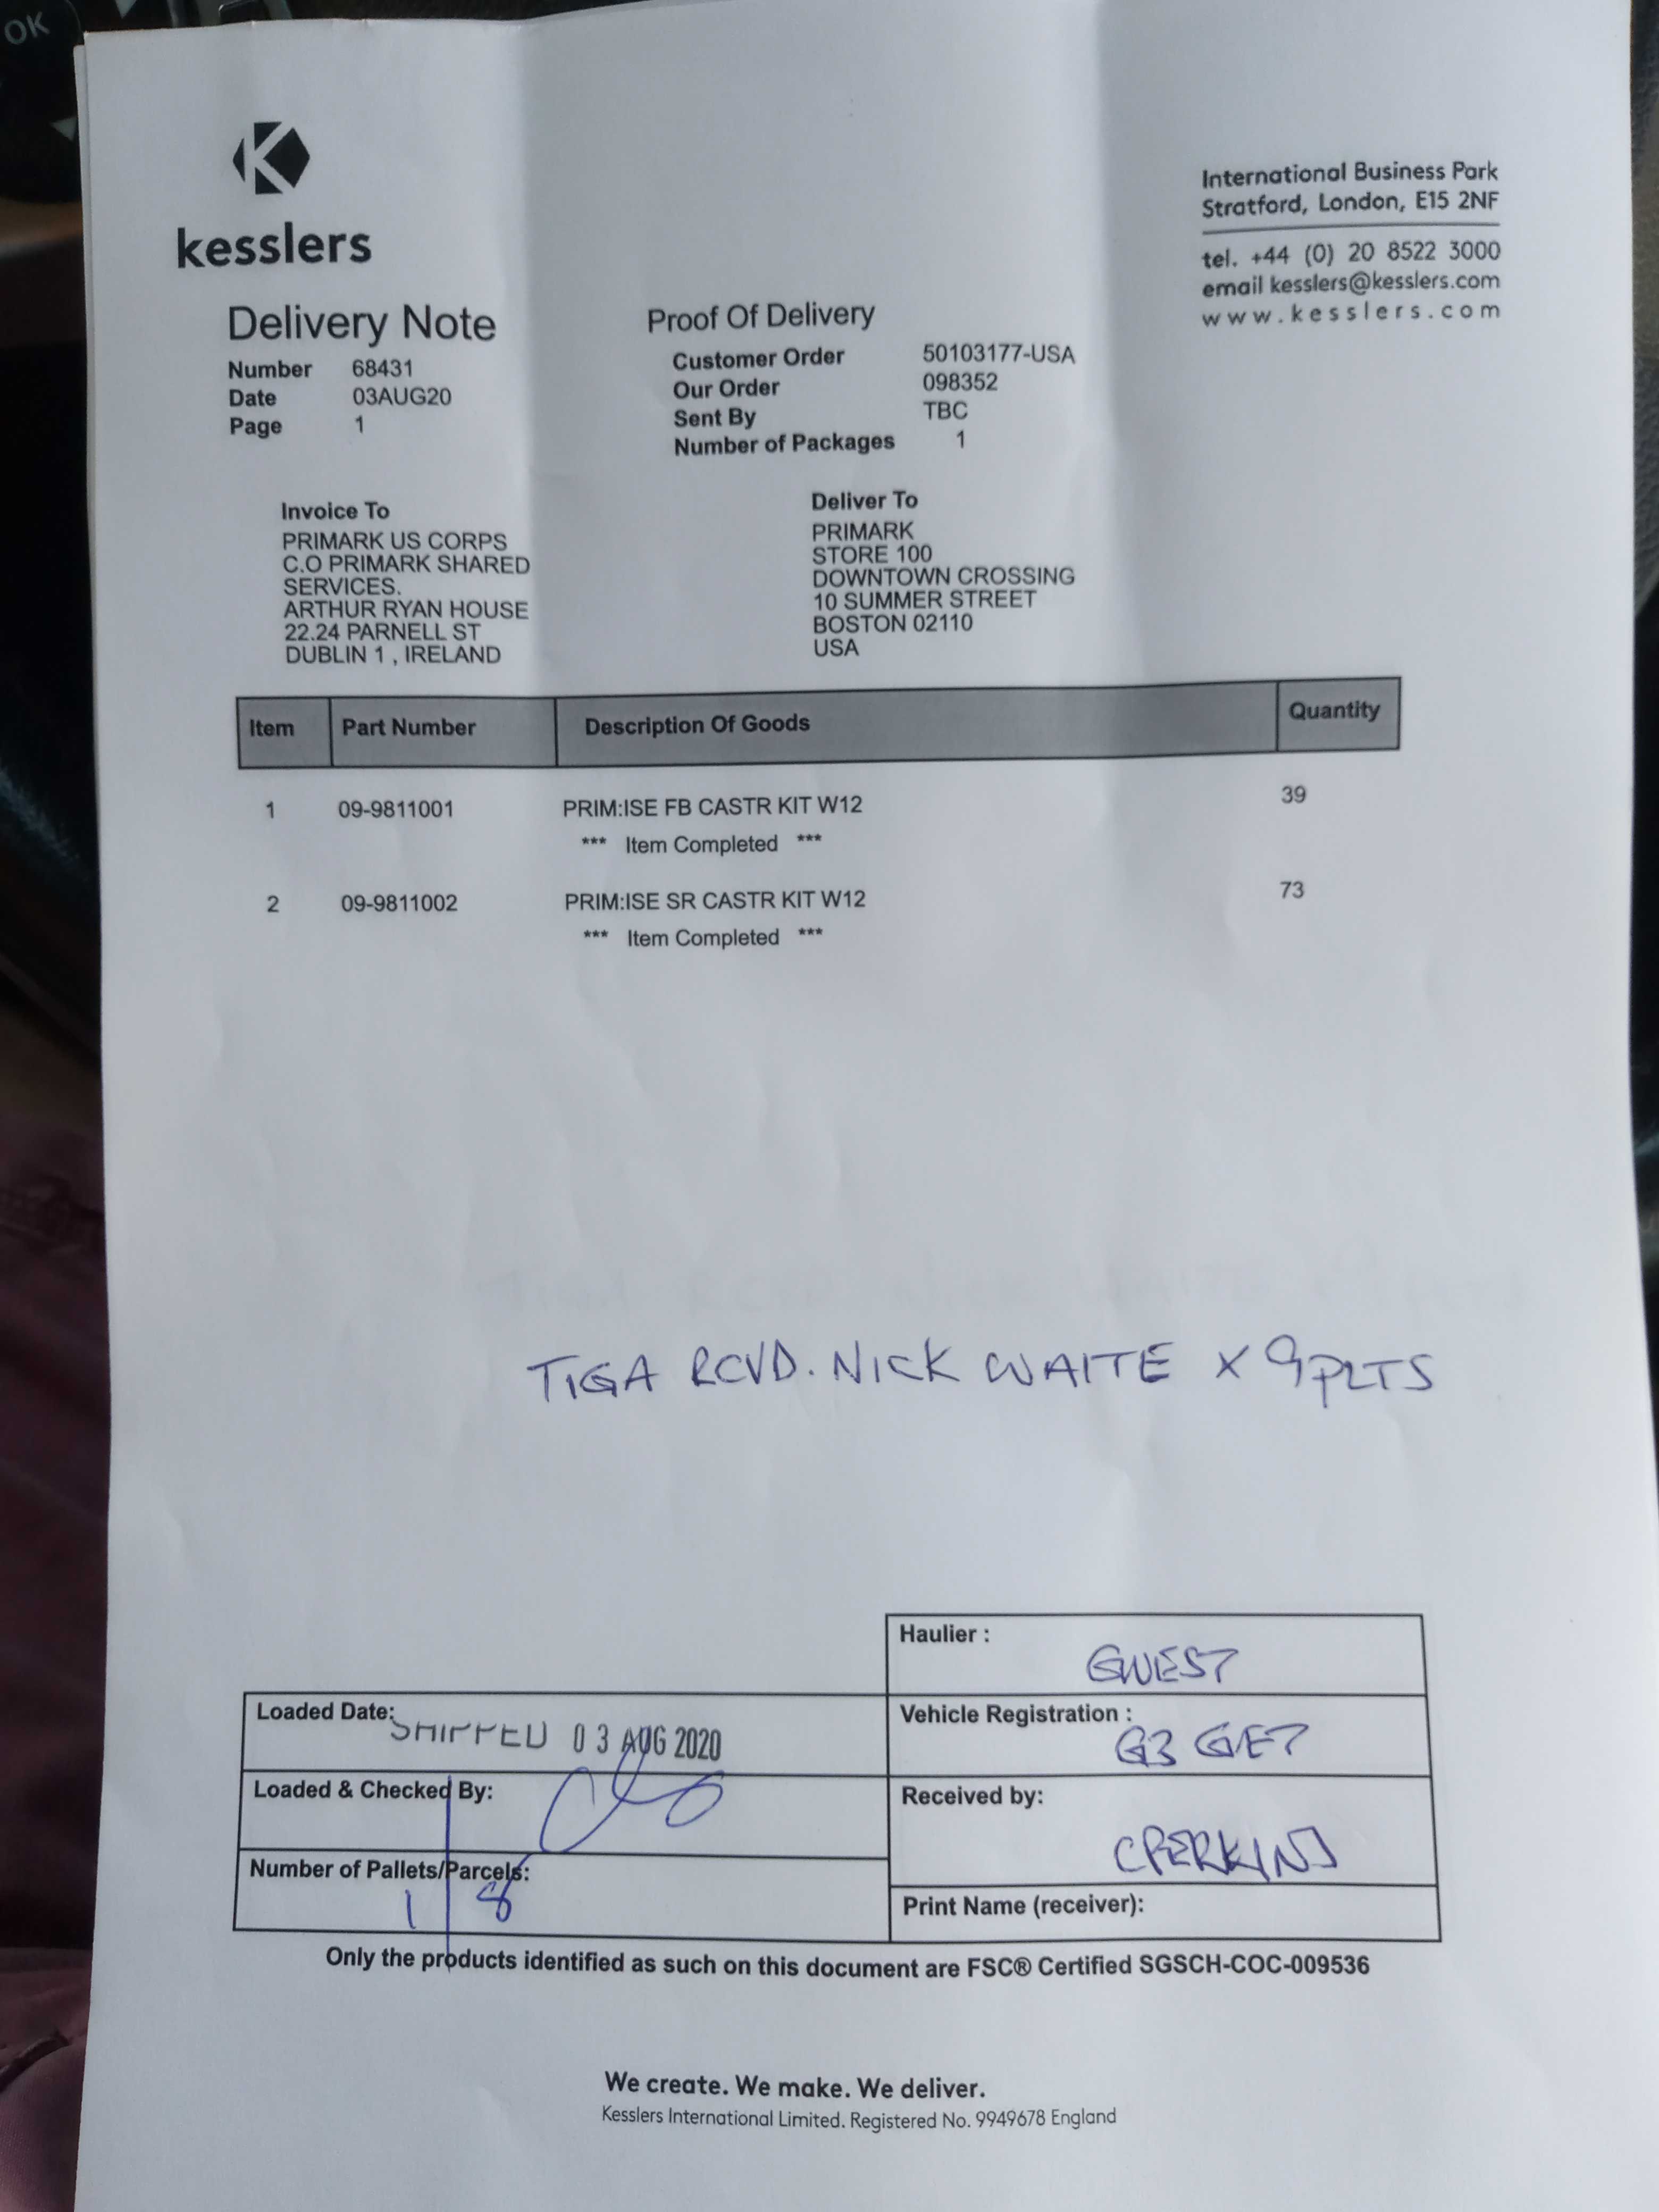 OK
kesslers
International Business Park
Stratford, London, E15 2NF
tel. +44 (0) 20 8522 3000
email kesslers@kesslers.com
www.kesslers.com
Delivery Note
Number 68431
Date 03AUG20
Page 1
Proof Of Delivery
Customer Order 50103177-USA
Our Order 098352
Sent By TBC
Number of Packages 1
Invoice To
PRIMARK US CORPS
C.O PRIMARK SHARED
SERVICES.
ARTHUR RYAN HOUSE
22.24 PARNELL ST
DUBLIN 1 , IRELAND
Deliver To
PRIMARK
STORE 100
DOWNTOWN CROSSING
10 SUMMER STREET
BOSTON 02110
USA
Item Part Number Description Of Goods Quantity
1 09-9811001 PRIM:ISE FB CASTR KIT W12 39
*** Item Completed ***
2 09-9811002 PRIM:ISE SR CASTR KIT W12 73
*** Item Completed ***
TIGA RCVD. NICK WAITE X 9 PLTS
Haulier : GWEST
Loaded Date: SHIPPED 03 AUG 2020
Vehicle Registration : G3 GET
Loaded & Checked By:
Received by: CPERKINS
Number of Pallets/Parcels: 1 8
Print Name (receiver):
Only the products identified as such on this document are FSC® Certified SGSCH-COC-009536
We create. We make. We deliver.
Kesslers International Limited. Registered No. 9949678 England